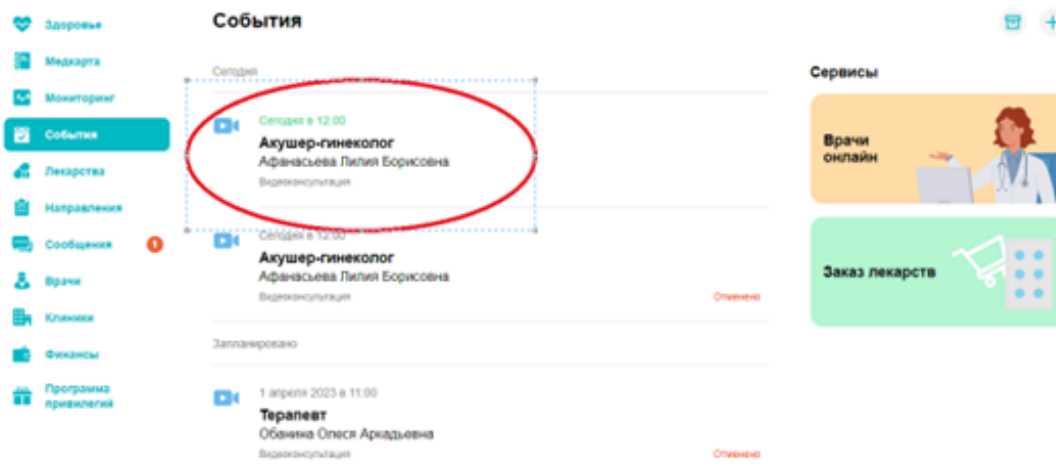 Здоровье
Медкарта
Мониторинг
События
Лекарства
Направления
Сообщения 1
Врачи
Клиники
Финансы
Программа
привилегий
События
Сегодня
Сегодня в 12:00
Акушер-гинеколог
Афанасьева Лилия Борисовна
Видеоконсультация
Сегодня в 12:00
Акушер-гинеколог
Афанасьева Лилия Борисовна
Видеоконсультация
Отменено
Запланировано
1 апреля 2023 в 11:00
Терапевт
Обанина Олеся Аркадьевна
Видеоконсультация
Отменено
Сервисы
Врачи
онлайн
Заказ лекарств